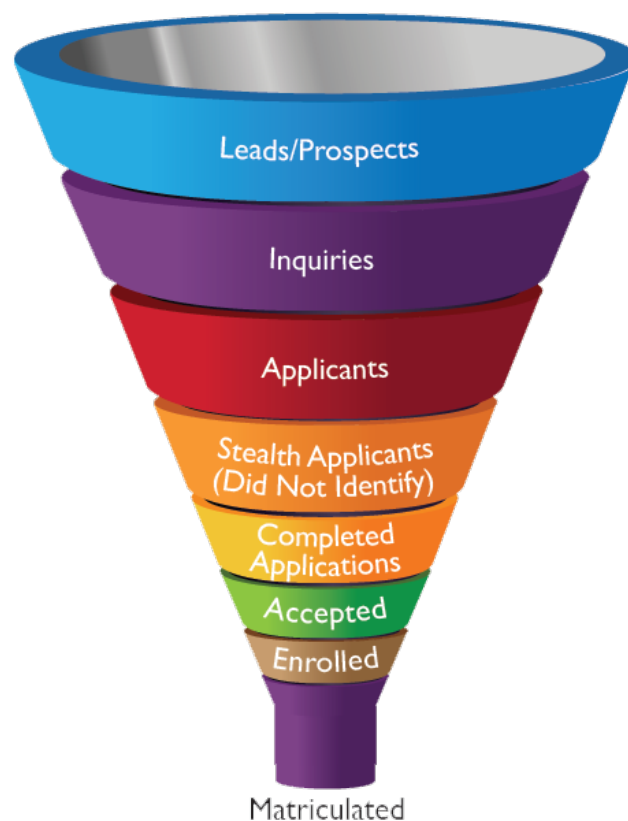 Leads/Prospects
Inquiries
Applicants
Stealth Applicants
(Did Not Identify)
Completed
Applications
Accepted
Enrolled
Matriculated